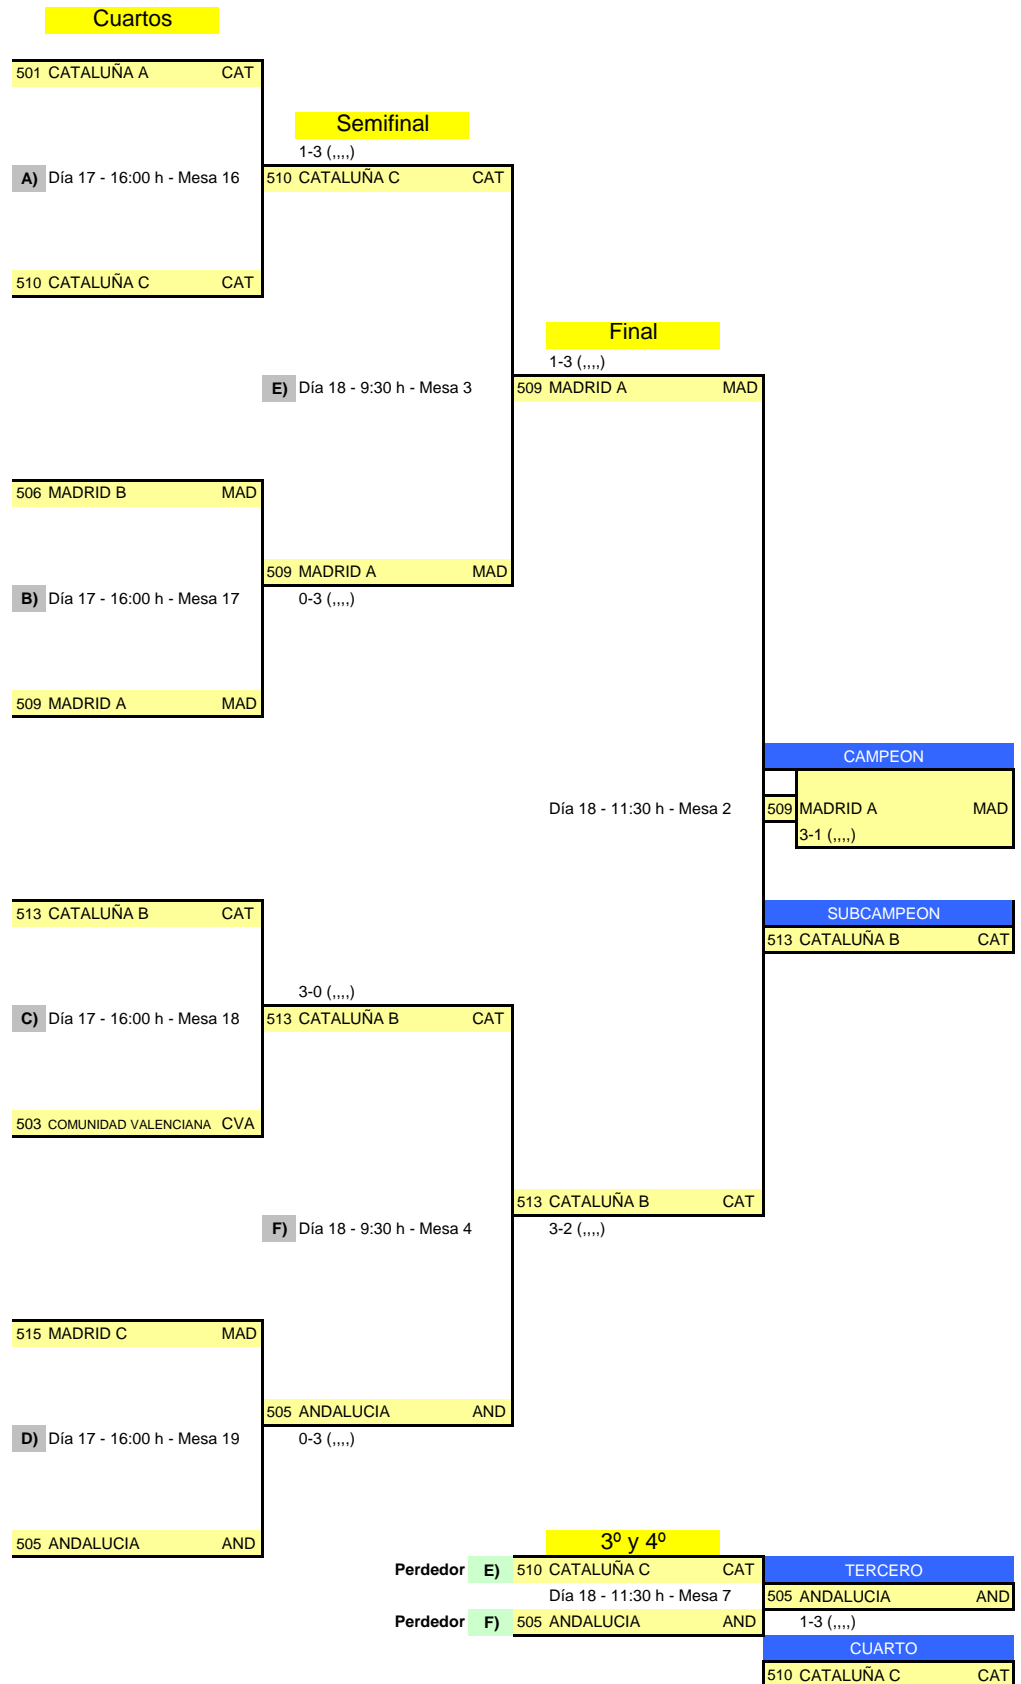 Cuartos
501 CATALUÑA A CAT
Semifinal
1-3 (,,,,)
A) Día 17 - 16:00 h - Mesa 16
510 CATALUÑA C CAT
510 CATALUÑA C CAT
Final
1-3 (,,,,)
E) Día 18 - 9:30 h - Mesa 3
509 MADRID A MAD
506 MADRID B MAD
509 MADRID A MAD
B) Día 17 - 16:00 h - Mesa 17
0-3 (,,,,)
509 MADRID A MAD
CAMPEON
Día 18 - 11:30 h - Mesa 2
509 MADRID A MAD
3-1 (,,,,)
513 CATALUÑA B CAT
SUBCAMPEON
513 CATALUÑA B CAT
3-0 (,,,,)
C) Día 17 - 16:00 h - Mesa 18
513 CATALUÑA B CAT
503 COMUNIDAD VALENCIANA CVA
513 CATALUÑA B CAT
F) Día 18 - 9:30 h - Mesa 4
3-2 (,,,,)
515 MADRID C MAD
505 ANDALUCIA AND
D) Día 17 - 16:00 h - Mesa 19
0-3 (,,,,)
505 ANDALUCIA AND
3º y 4º
Perdedor E) 510 CATALUÑA C CAT
TERCERO
Día 18 - 11:30 h - Mesa 7
505 ANDALUCIA AND
Perdedor F) 505 ANDALUCIA AND
1-3 (,,,,)
CUARTO
510 CATALUÑA C CAT